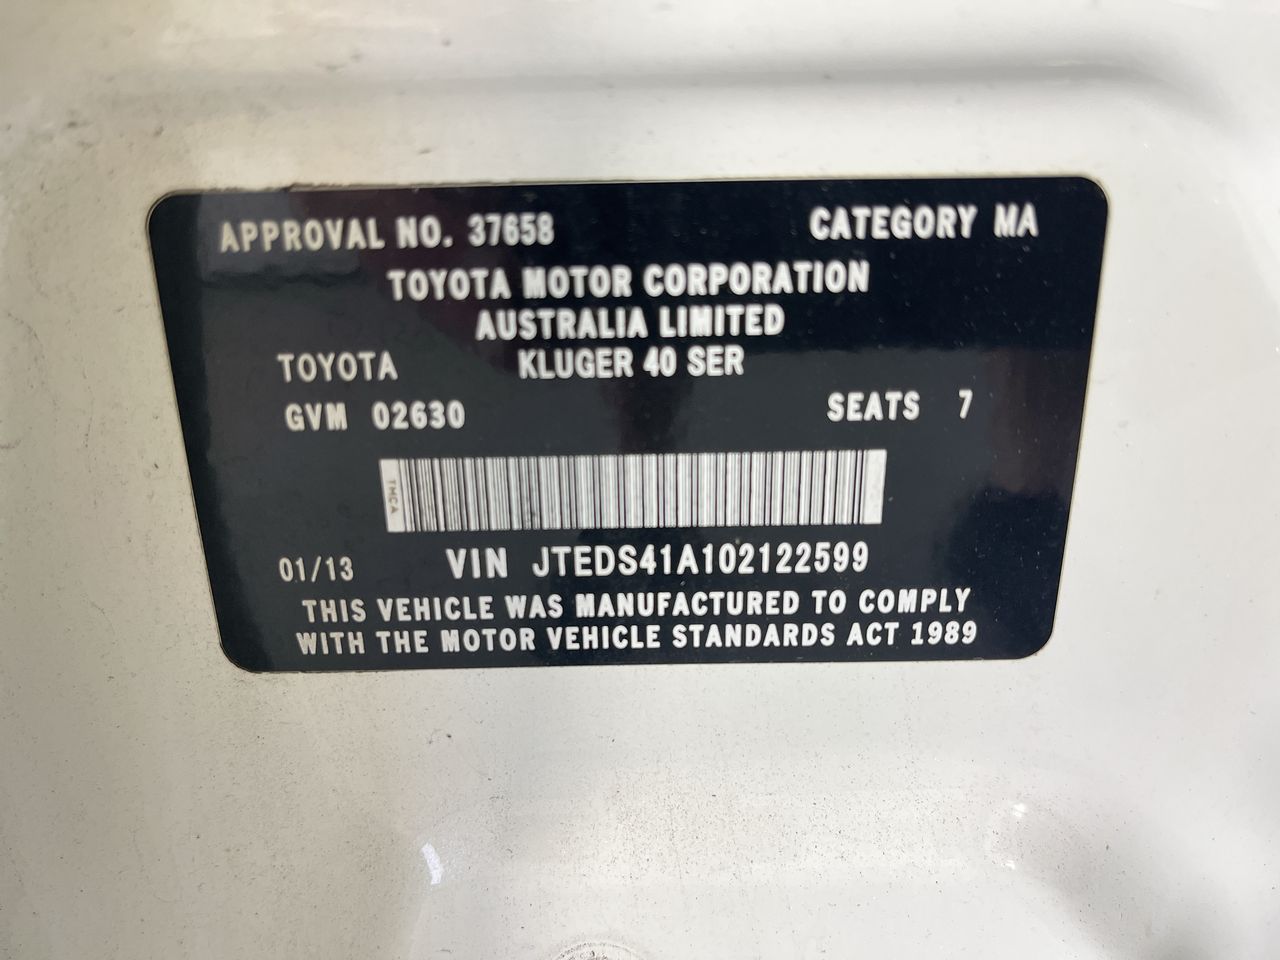 APPROVAL NO. 37658 CATEGORY MA
TOYOTA MOTOR CORPORATION
AUSTRALIA LIMITED
TOYOTA KLUGER 40 SER
GVM 02630 SEATS 7
TMCA
01/13 VIN JTEDS41A102122599
THIS VEHICLE WAS MANUFACTURED TO COMPLY
WITH THE MOTOR VEHICLE STANDARDS ACT 1989